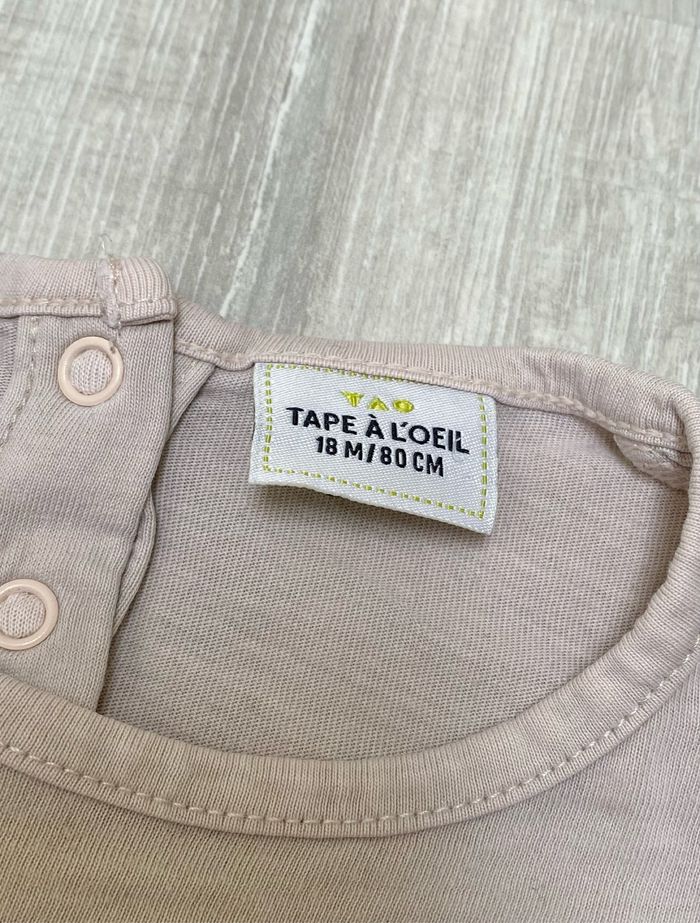 TAO
TAPE À L'OEIL
18 M/80 CM